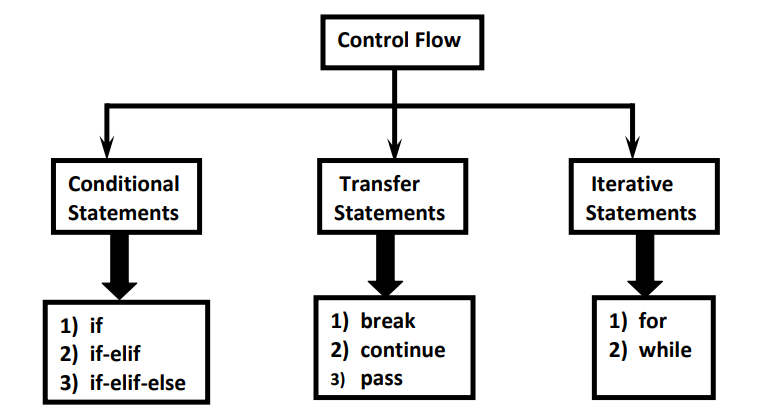 Control Flow
Conditional
Statements
Transfer
Statements
Iterative
Statements
1) if
2) if-elif
3) if-elif-else
1) break
2) continue
3) pass
1) for
2) while